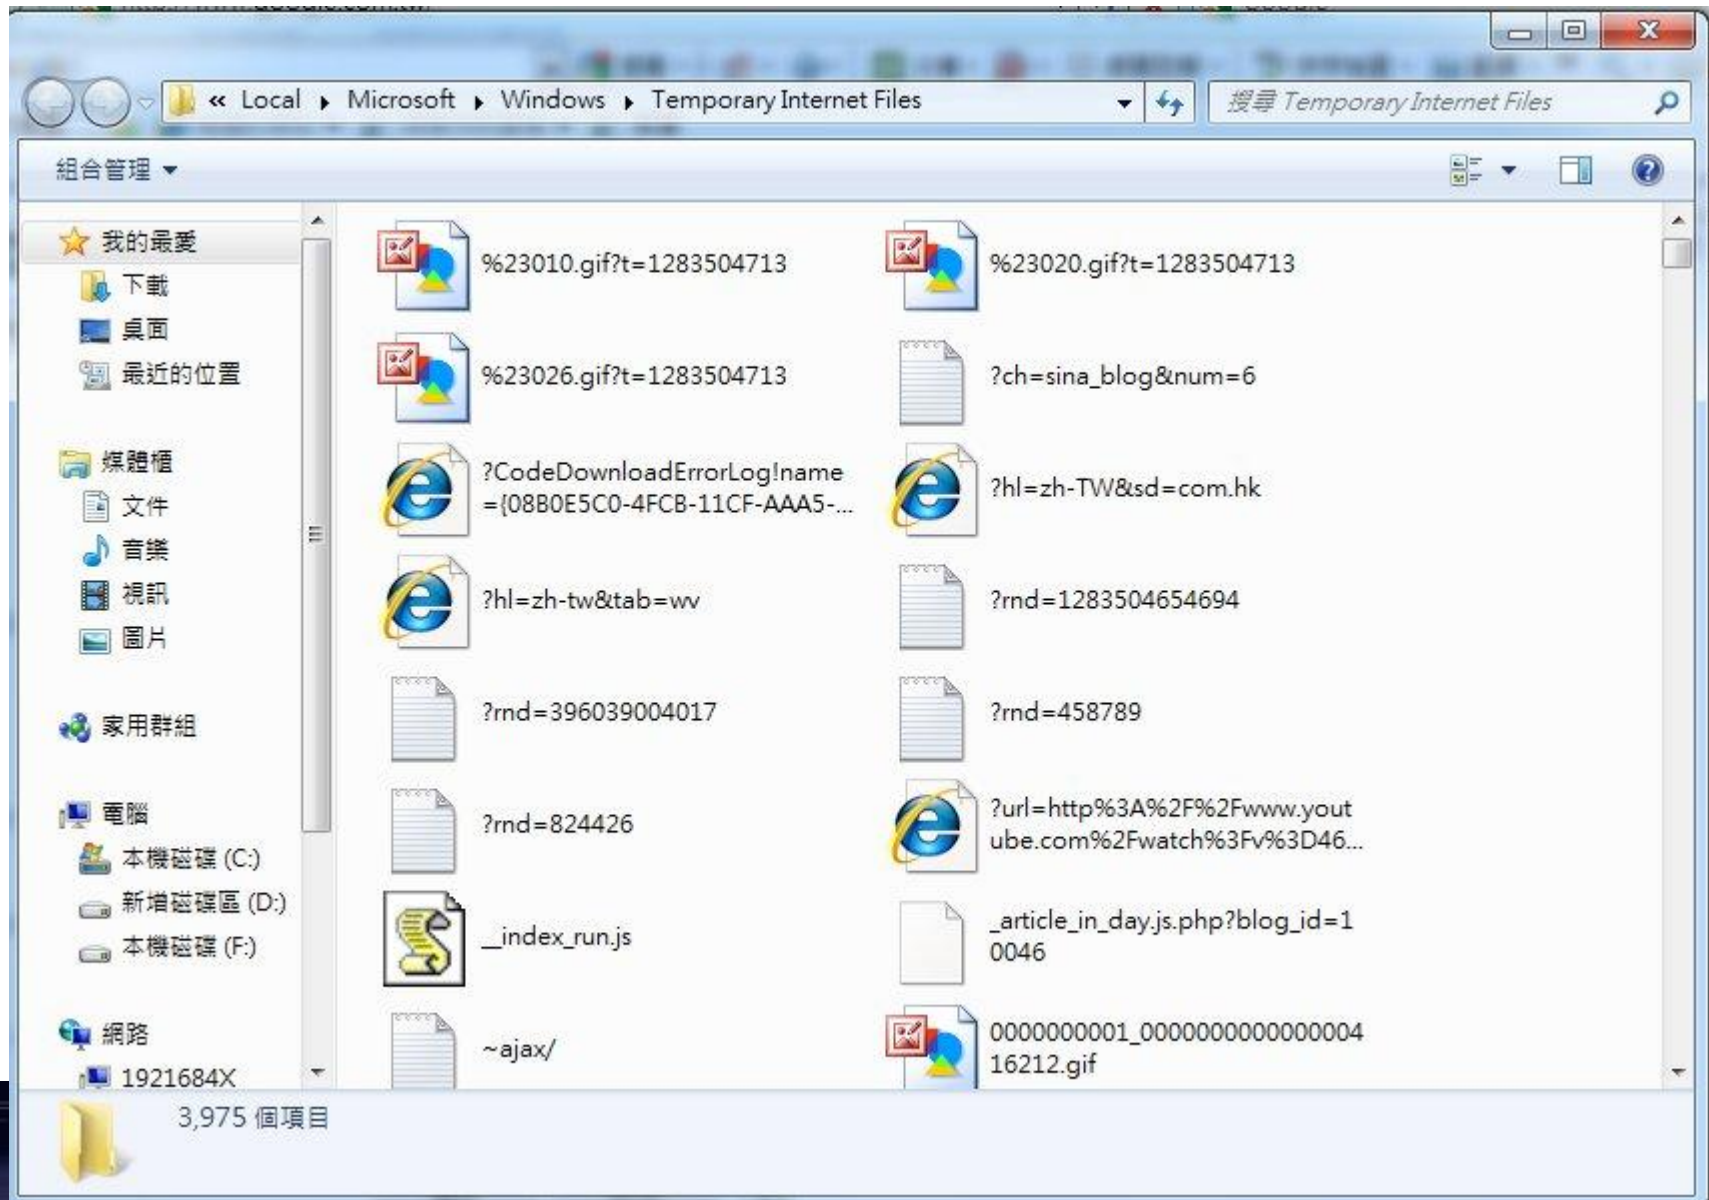 « Local ▸ Microsoft ▸ Windows ▸ Temporary Internet Files
搜尋 Temporary Internet Files
組合管理
我的最愛
下載
桌面
最近的位置
媒體櫃
文件
音樂
視訊
圖片
家用群組
電腦
本機磁碟 (C:)
新增磁碟區 (D:)
本機磁碟 (F:)
網路
1921684X
%23010.gif?t=1283504713
%23020.gif?t=1283504713
%23026.gif?t=1283504713
?ch=sina_blog&num=6
?CodeDownloadErrorLog!name
={08B0E5C0-4FCB-11CF-AAA5-...
?hl=zh-TW&sd=com.hk
?hl=zh-tw&tab=wv
?rnd=1283504654694
?rnd=396039004017
?rnd=458789
?rnd=824426
?url=http%3A%2F%2Fwww.yout
ube.com%2Fwatch%3Fv%3D46...
__index_run.js
_article_in_day.js.php?blog_id=1
0046
~ajax/
0000000001_0000000000000004
16212.gif
3,975 個項目